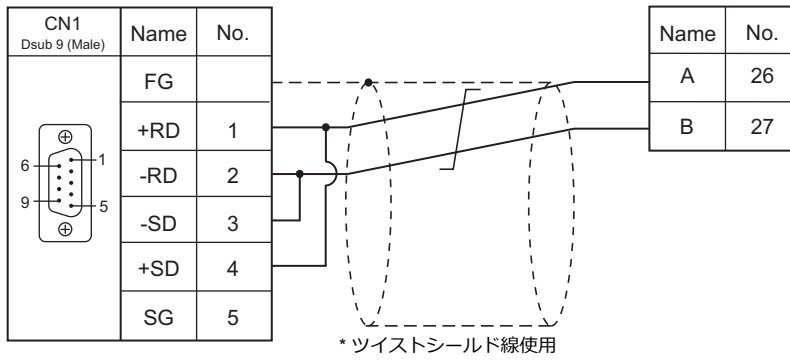 CN1
Dsub 9 (Male)
Name No.
FG
+RD 1
-RD 2
-SD 3
+SD 4
SG 5
6 1
9 5
Name No.
A 26
B 27
* ツイストシールド線使用